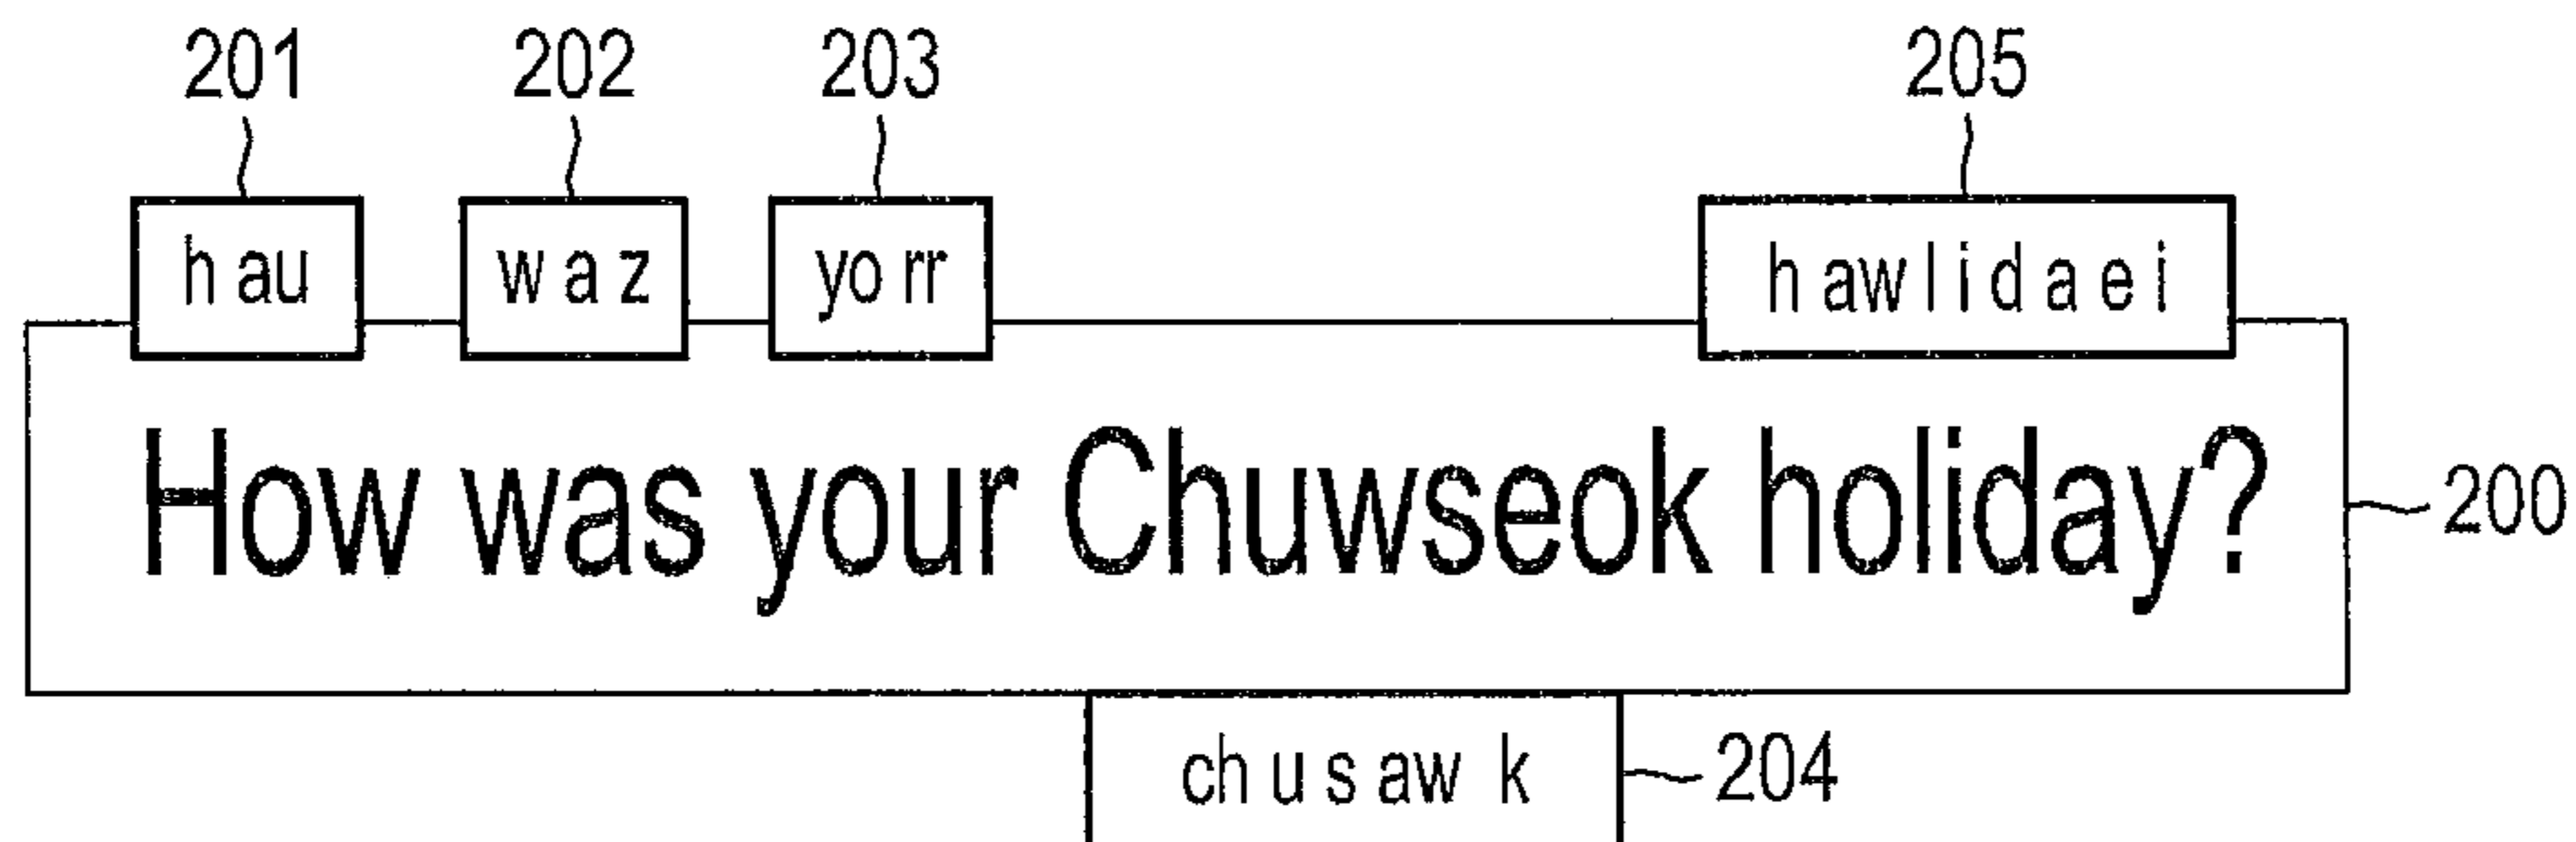 201 202 203 205
h au w a z yo rr h aw l i d a e i
How was your Chuwseok holiday?
200
ch u s aw k 204